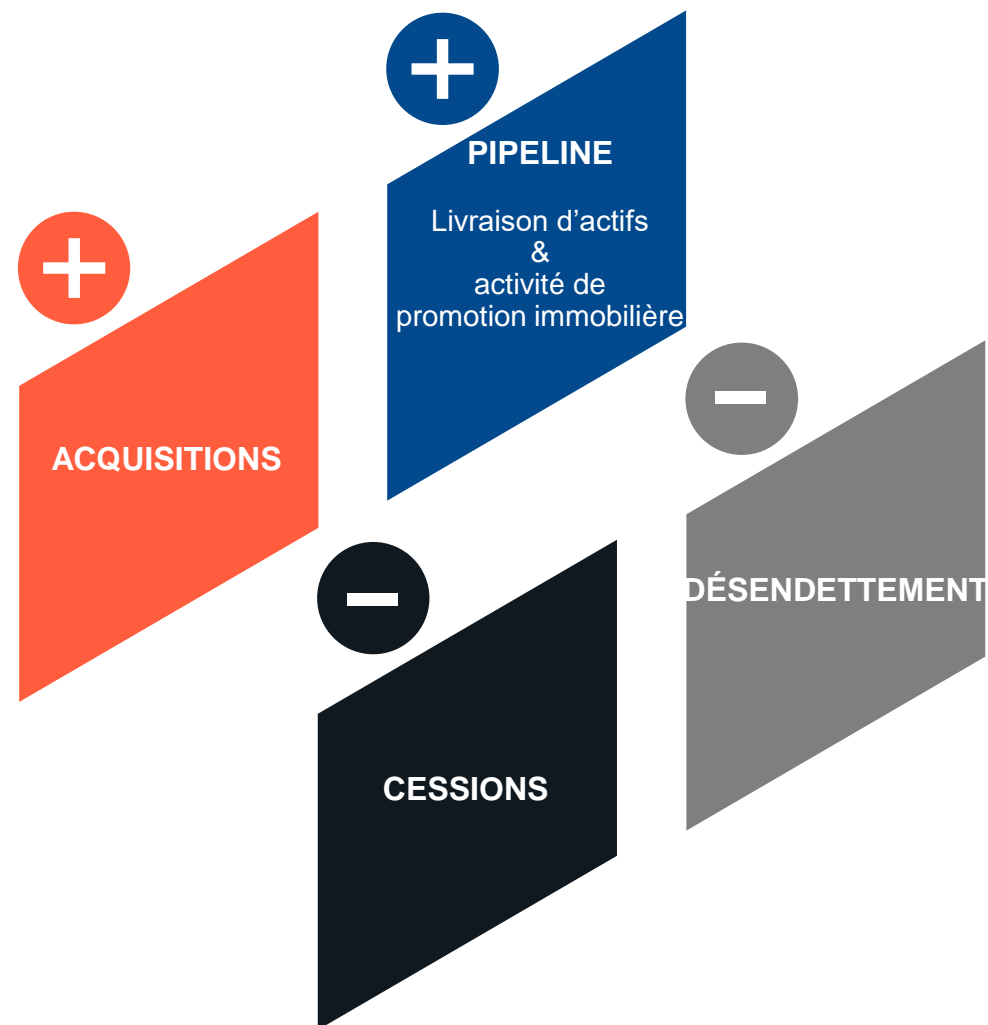 PIPELINE
Livraison d’actifs
&
activité de
promotion immobilière
ACQUISITIONS
DÉSENDETTEMENT
CESSIONS